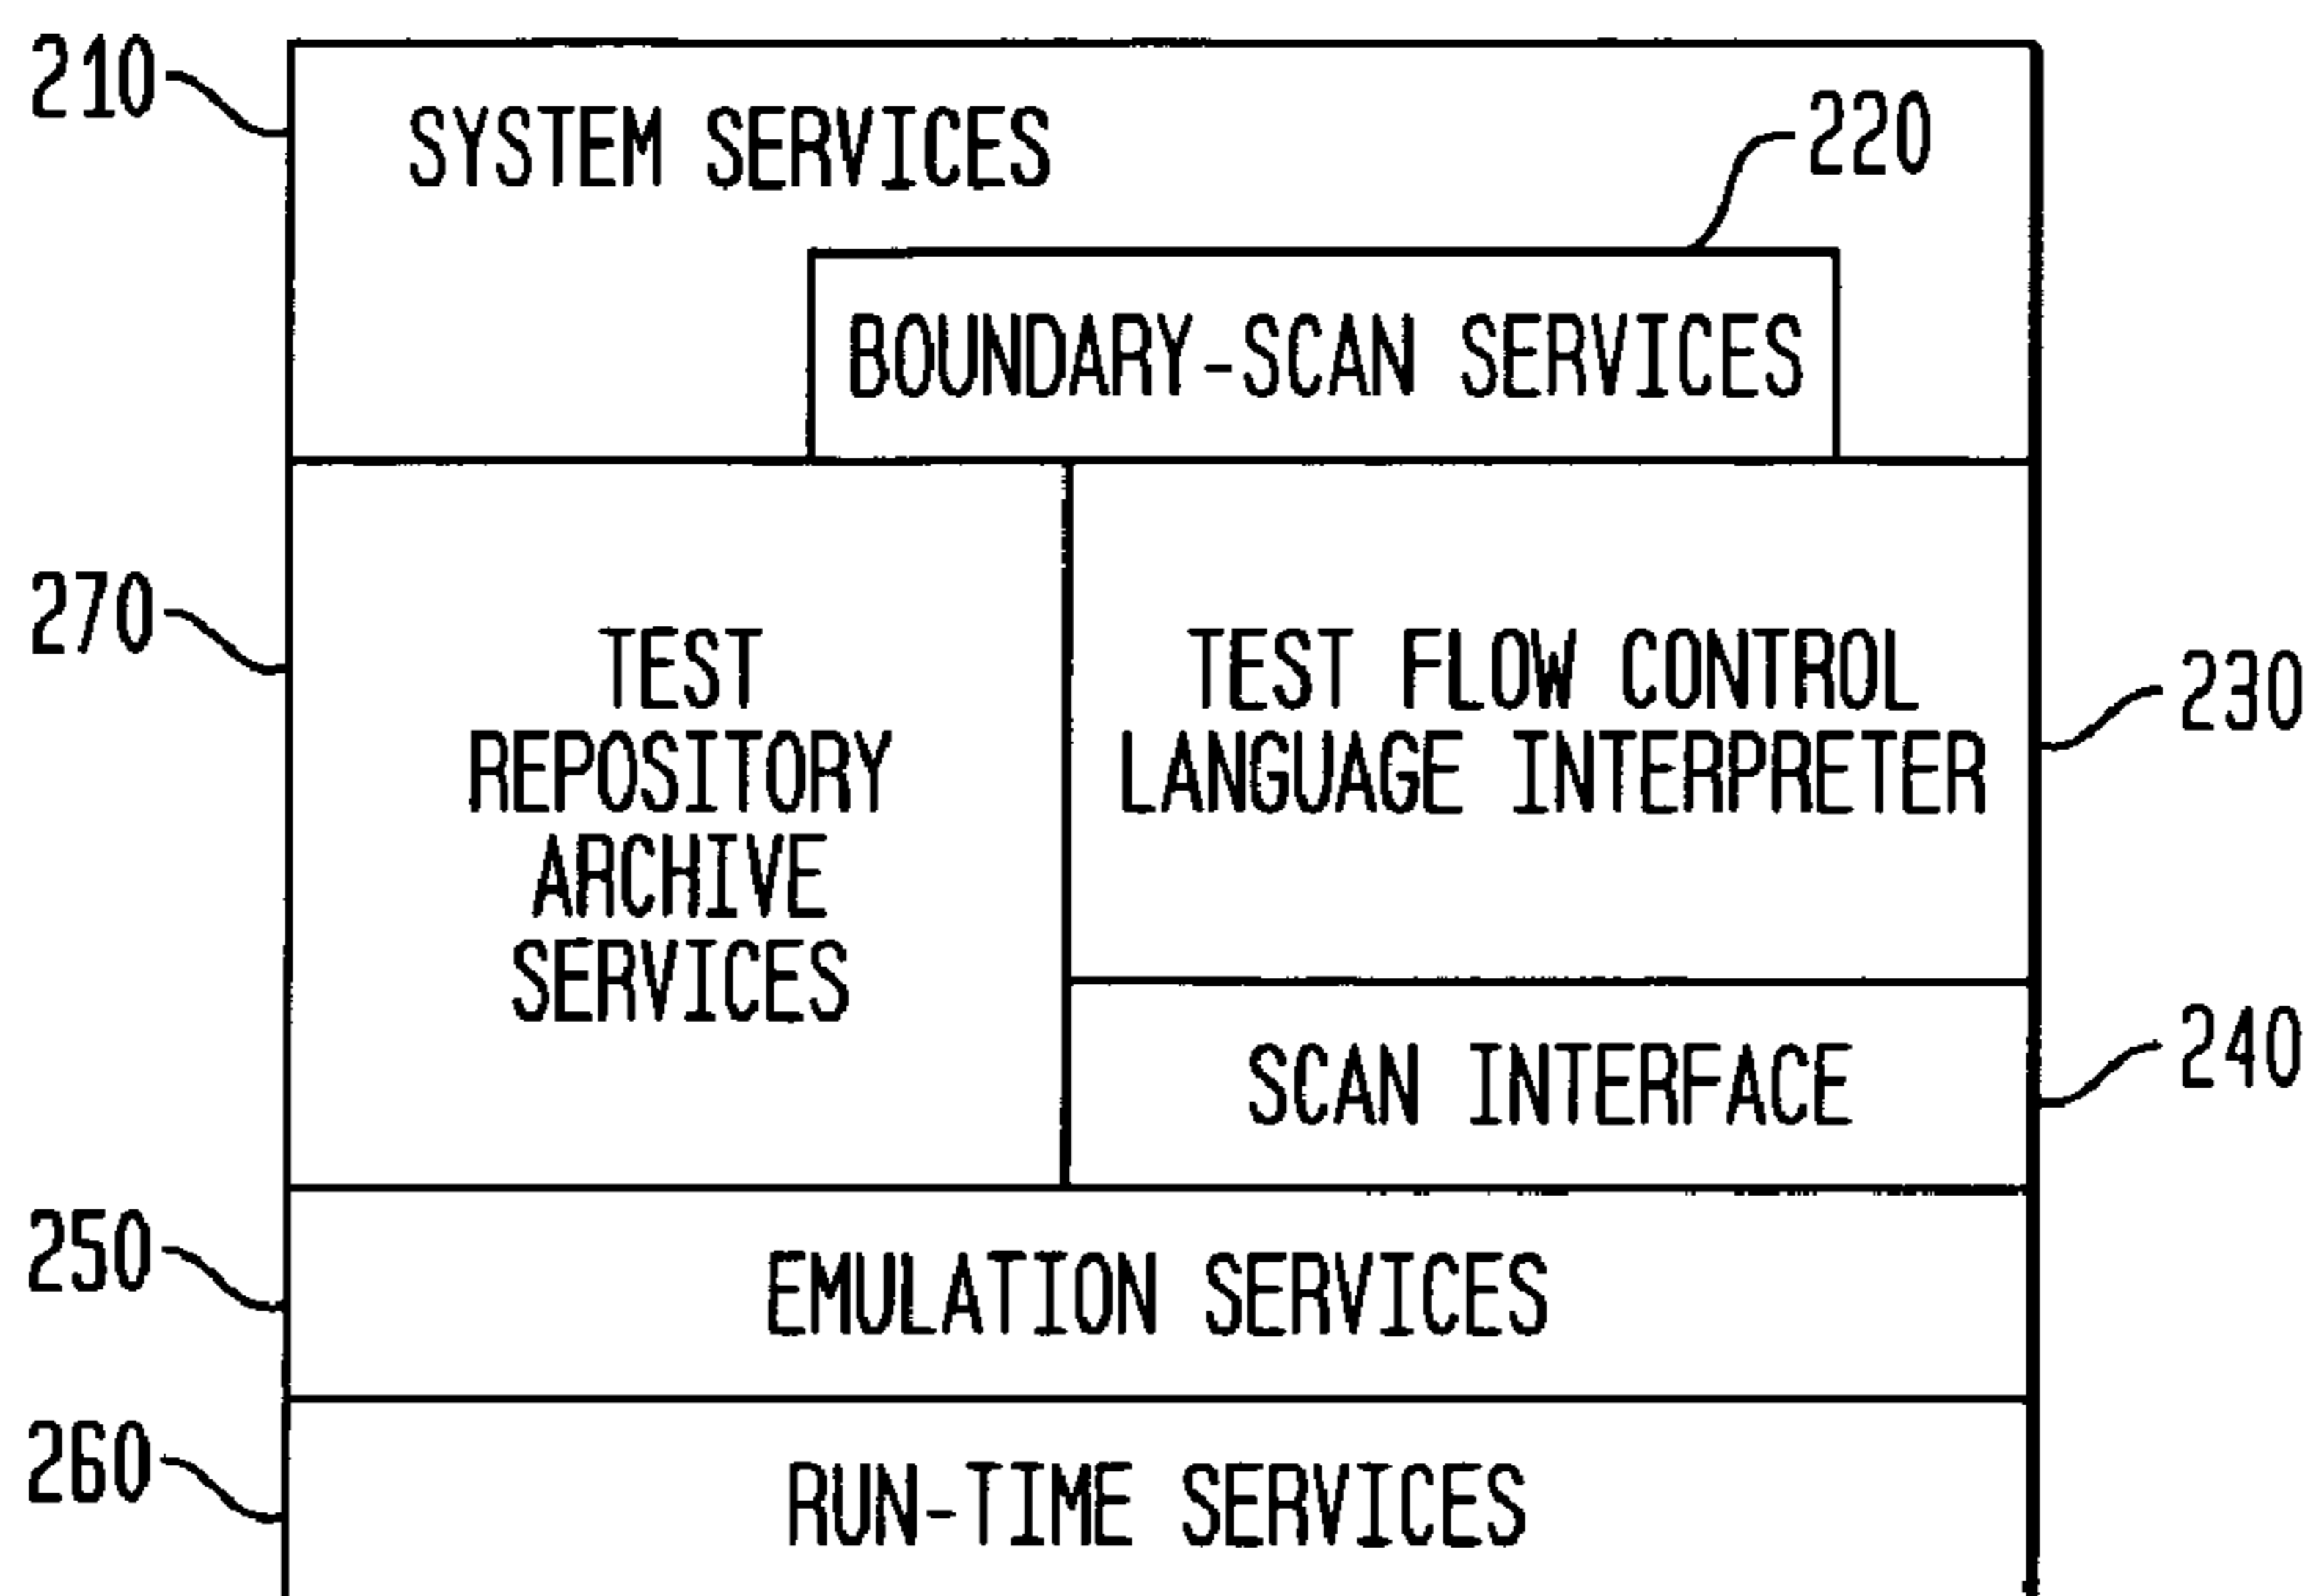 210
SYSTEM SERVICES
220
BOUNDARY-SCAN SERVICES
270
TEST
REPOSITORY
ARCHIVE
SERVICES
TEST FLOW CONTROL
LANGUAGE INTERPRETER
230
SCAN INTERFACE
240
250
EMULATION SERVICES
260
RUN-TIME SERVICES